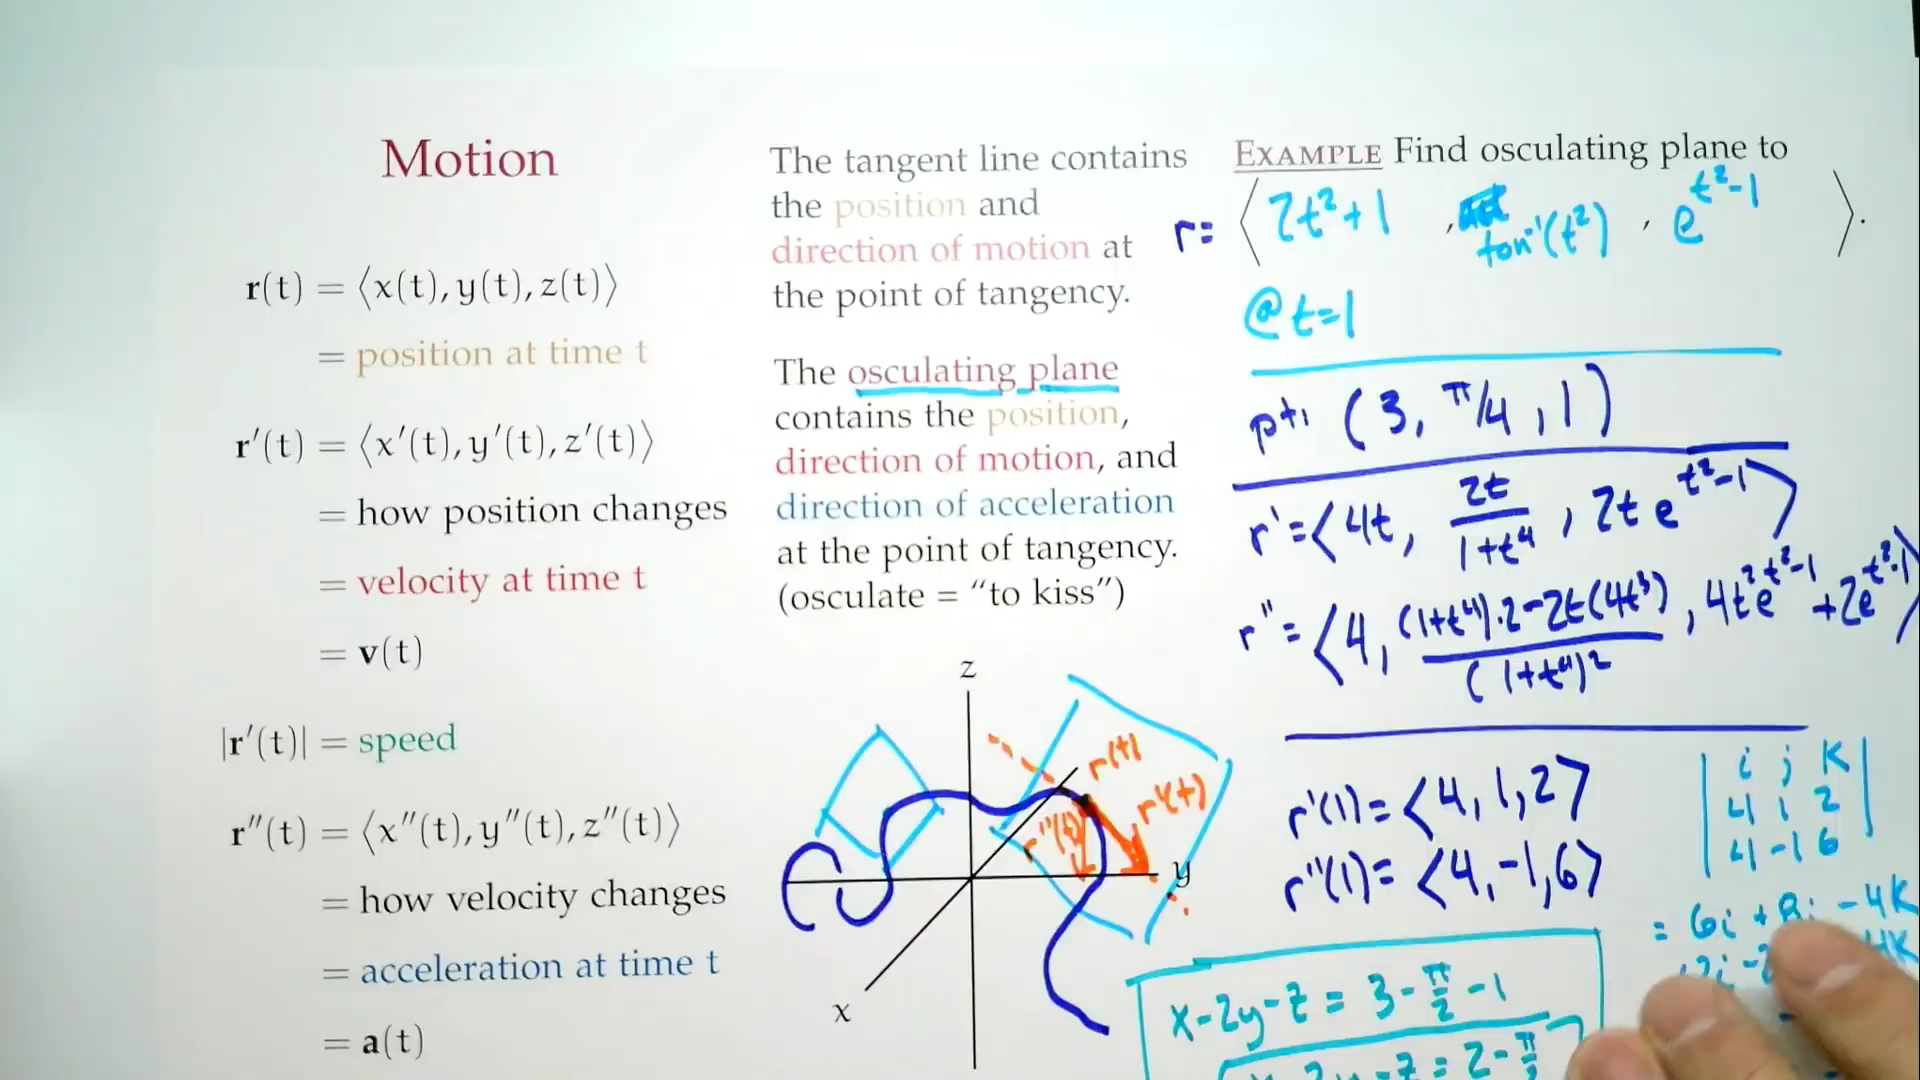 Motion
r(t) = ⟨x(t), y(t), z(t)⟩
= position at time t
r′(t) = ⟨x′(t), y′(t), z′(t)⟩
= how position changes
= velocity at time t
= v(t)
|r′(t)| = speed
r″(t) = ⟨x″(t), y″(t), z″(t)⟩
= how velocity changes
= acceleration at time t
= a(t)
The tangent line contains
the position and
direction of motion at
the point of tangency.
The osculating plane
contains the position,
direction of motion, and
direction of acceleration
at the point of tangency.
(osculate = “to kiss”)
z
r(t)
r'(t)
r''(t)
y
x
EXAMPLE Find osculating plane to
r= ⟨ 2t²+1 , tan⁻¹(t²) , e^(t²-1) ⟩.
@ t=1
pt. (3, π/4, 1)
r' = ⟨4t, 2t/(1+t⁴), 2t e^(t²-1)⟩
r'' = ⟨4, ((1+t⁴)·2-2t(4t³))/(1+t⁴)², 4t²e^(t²-1) +2e^(t²-1)⟩
r'(1) = ⟨4, 1, 2⟩
r''(1) = ⟨4, -1, 6⟩
| i j k |
| 4 1 2 |
| 4 -1 6 |
= 6i + 8j - 4k
x-2y-z = 3-π/2-1